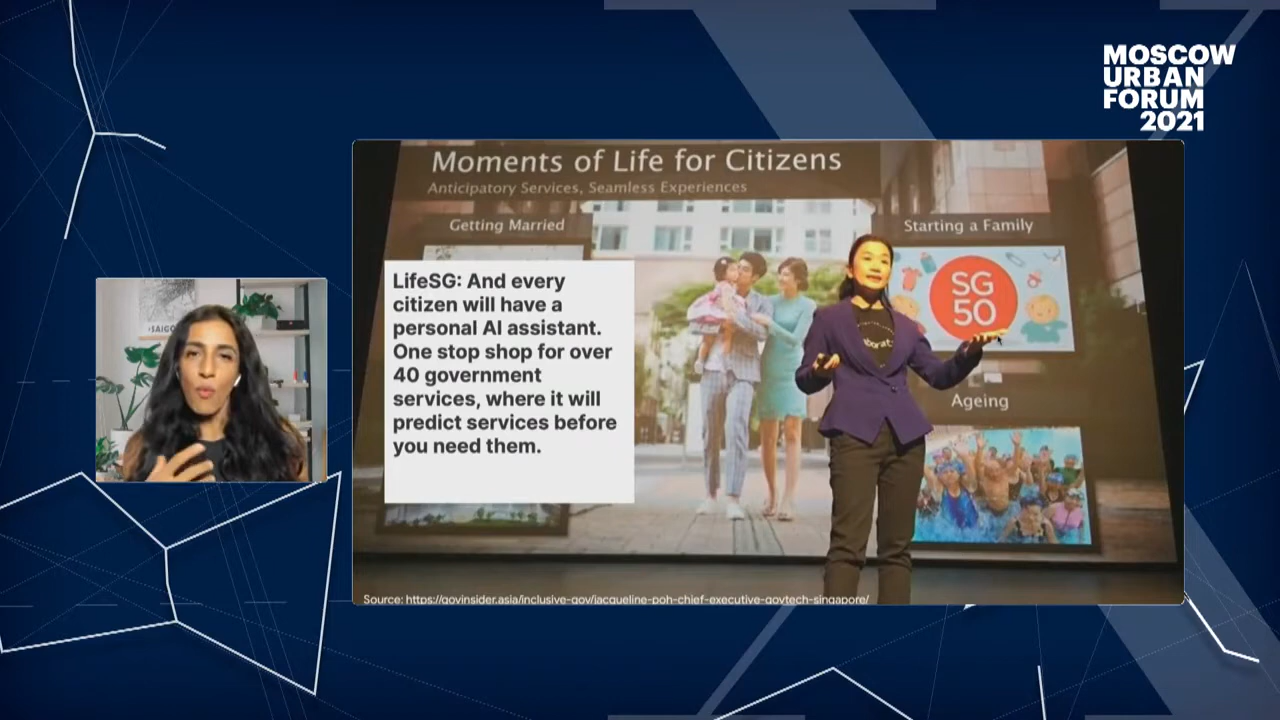 MOSCOW
URBAN
FORUM
2021
Moments of Life for Citizens
Anticipatory Services, Seamless Experiences
Getting Married
Starting a Family
LifeSG: And every
citizen will have a
personal AI assistant.
One stop shop for over
40 government
services, where it will
predict services before
you need them.
SG
50
Ageing
SAIGO
Source: https://govinsider.asia/inclusive-gov/jacqueline-poh-chief-executive-govtech-singapore/